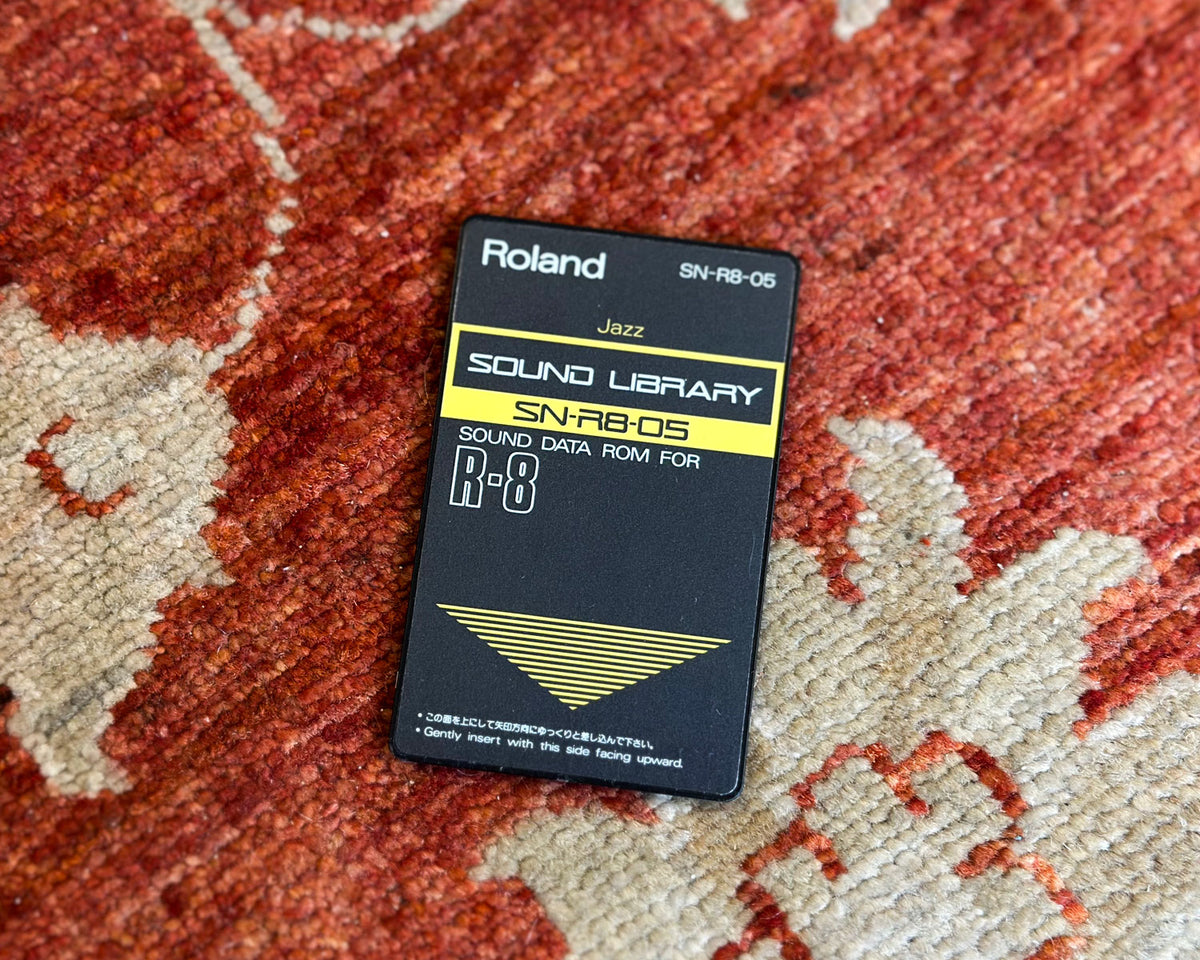 Roland
SN-R8-05
Jazz
SOUND LIBRARY
SN-R8-05
SOUND DATA ROM FOR
R-8
• この面を上にして矢印方向にゆっくりと差し込んで下さい。
• Gently insert with this side facing upward.